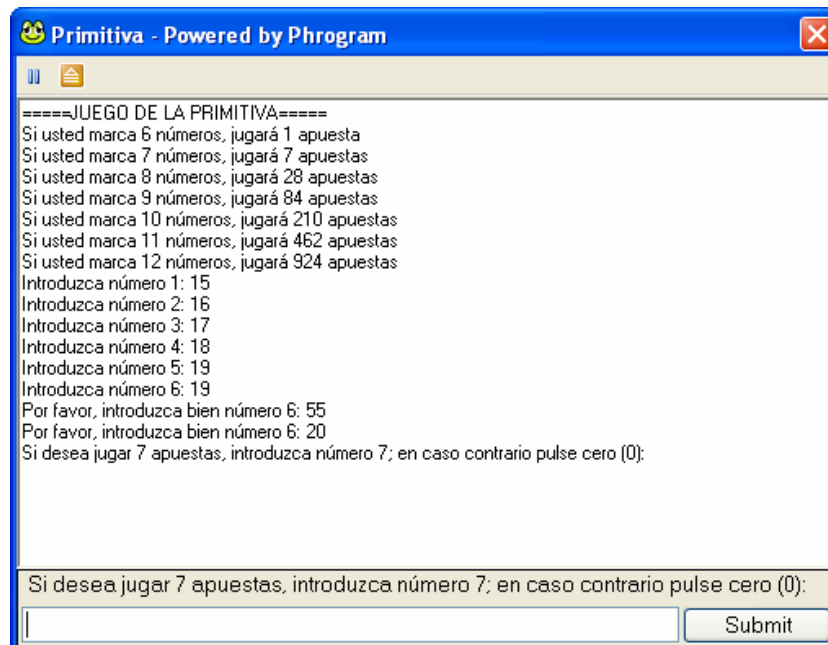 Primitiva - Powered by Phrogram
=====JUEGO DE LA PRIMITIVA=====
Si usted marca 6 números, jugará 1 apuesta
Si usted marca 7 números, jugará 7 apuestas
Si usted marca 8 números, jugará 28 apuestas
Si usted marca 9 números, jugará 84 apuestas
Si usted marca 10 números, jugará 210 apuestas
Si usted marca 11 números, jugará 462 apuestas
Si usted marca 12 números, jugará 924 apuestas
Introduzca número 1: 15
Introduzca número 2: 16
Introduzca número 3: 17
Introduzca número 4: 18
Introduzca número 5: 19
Introduzca número 6: 19
Por favor, introduzca bien número 6: 55
Por favor, introduzca bien número 6: 20
Si desea jugar 7 apuestas, introduzca número 7; en caso contrario pulse cero (0):
Si desea jugar 7 apuestas, introduzca número 7; en caso contrario pulse cero (0):
Submit